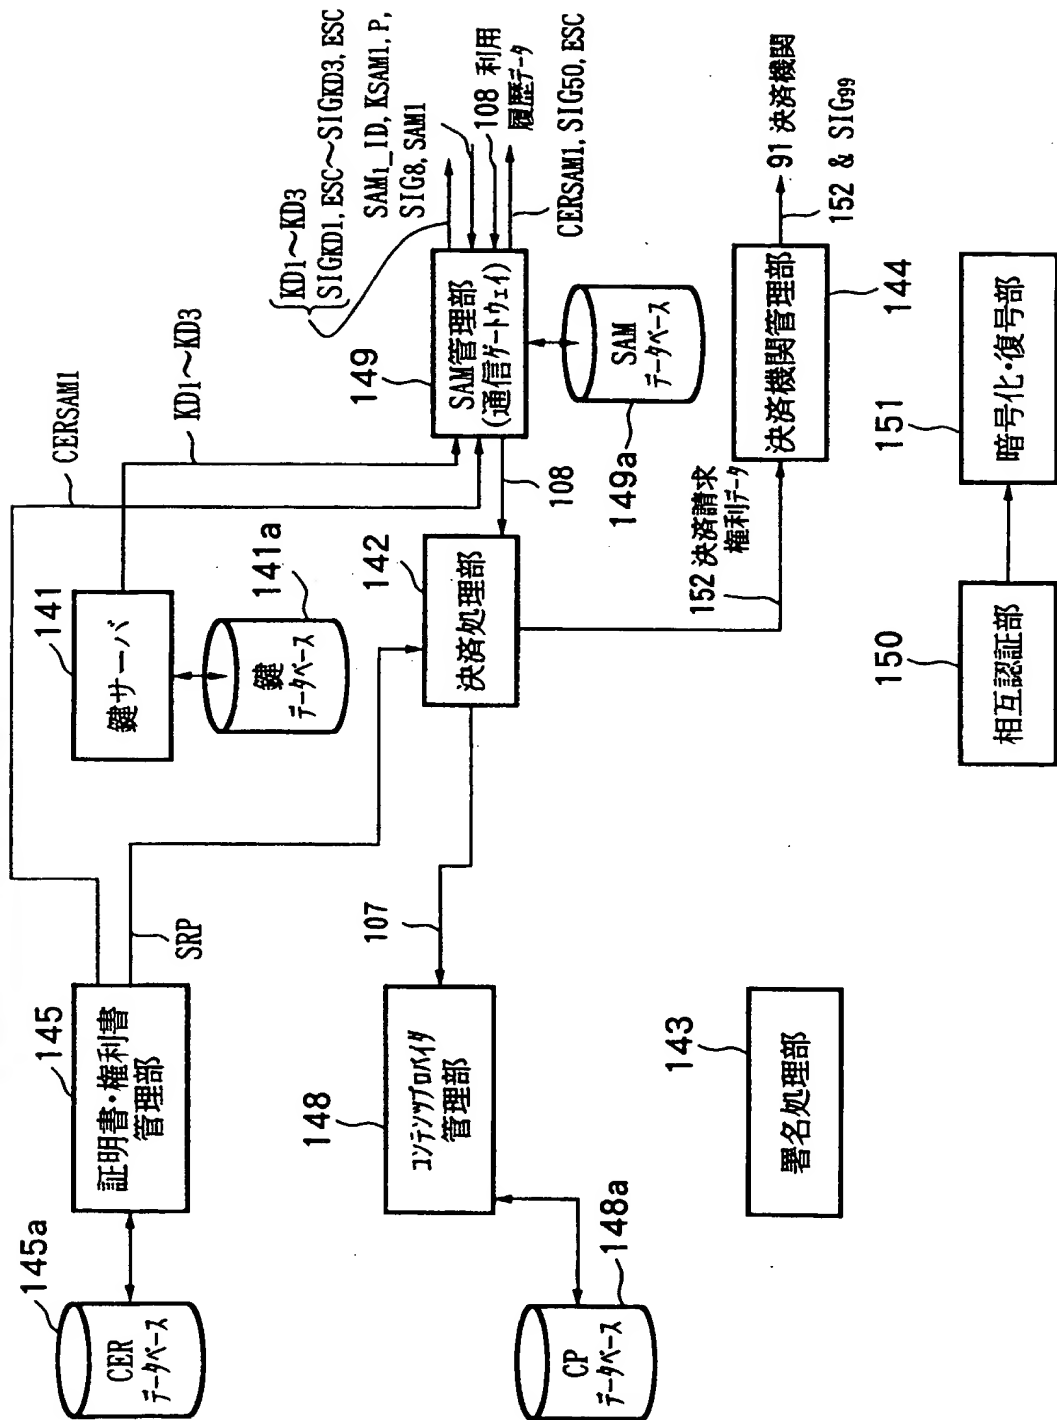 145a
CER
データベース
145
証明書・権利書
管理部
CERSAM1
SRP
141
鍵サーバ
141a
鍵
データベース
KD1～KD3
KD1～KD3
SIGKD1, ESC～SIGKD3, ESC
SAM1_ID, KSAM1, P,
SIG8, SAM1
108 利用
履歴データ
CERSAM1, SIG50, ESC
149
SAM管理部
(通信ゲートウェイ)
149a
SAM
データベース
108
142
決済処理部
107
148
コンテンツプロバイダ
管理部
148a
CP
データベース
152 決済請求
権利データ
決済機関管理部
144
91 決済機関
152 & SIG99
143
署名処理部
150
相互認証部
151
暗号化・復号部